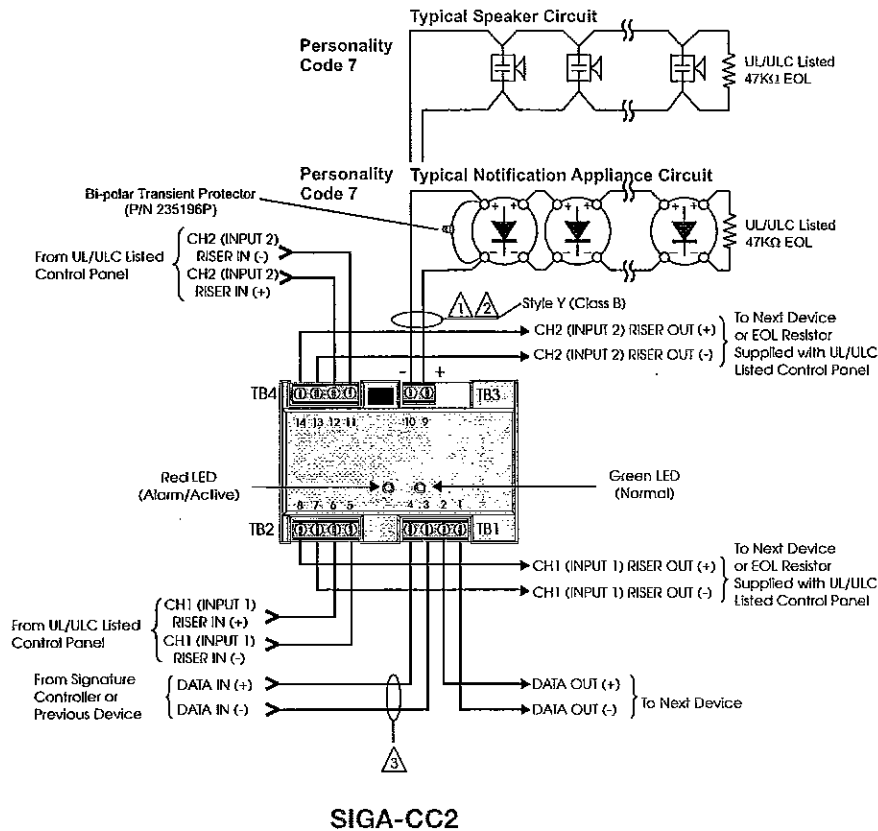 Typical Speaker Circuit
Personality
Code 7
UL/ULC Listed
47KΩ EOL
Personality
Code 7
Typical Notification Appliance Circuit
Bi-polar Transient Protector
(P/N 235196P)
UL/ULC Listed
47KΩ EOL
From UL/ULC Listed
Control Panel
CH2 (INPUT 2)
RISER IN (-)
CH2 (INPUT 2)
RISER IN (+)
1
2
Style Y (Class B)
CH2 (INPUT 2) RISER OUT (+)
CH2 (INPUT 2) RISER OUT (-)
To Next Device
or EOL Resistor
Supplied with UL/ULC
Listed Control Panel
- +
TB4
TB3
14 13 12 11
10 9
Red LED
(Alarm/Active)
Green LED
(Normal)
8 7 6 5
4 3 2 1
TB2
TB1
CH1 (INPUT 1) RISER OUT (+)
CH1 (INPUT 1) RISER OUT (-)
To Next Device
or EOL Resistor
Supplied with UL/ULC
Listed Control Panel
From UL/ULC Listed
Control Panel
CH1 (INPUT 1)
RISER IN (+)
CH1 (INPUT 1)
RISER IN (-)
From Signature
Controller or
Previous Device
DATA IN (+)
DATA IN (-)
DATA OUT (+)
DATA OUT (-)
To Next Device
3
SIGA-CC2